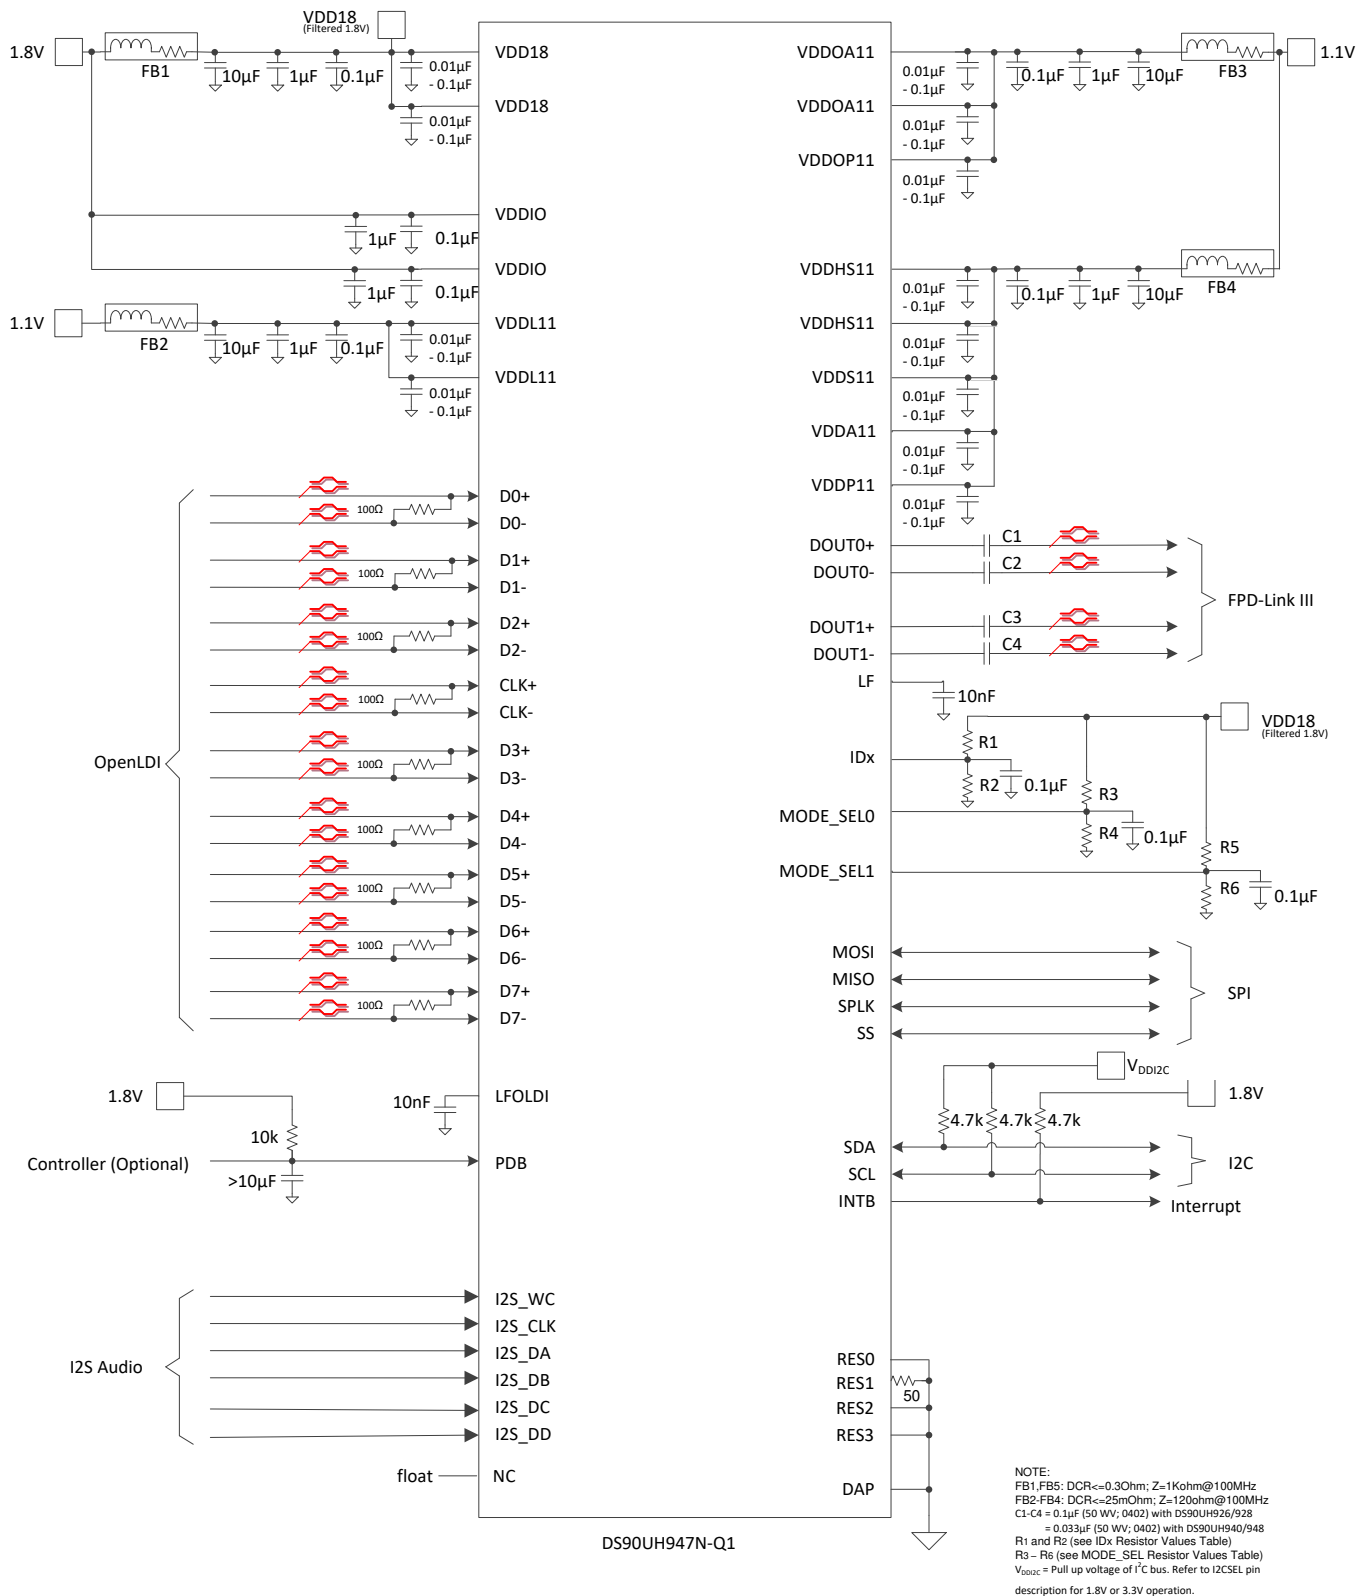 VDD18
(Filtered 1.8V)
1.8V
FB1
10µF
1µF
0.1µF
0.01µF
- 0.1µF
VDD18
0.01µF
- 0.1µF
VDD18
1µF
0.1µF
VDDIO
1µF
0.1µF
VDDIO
1.1V
FB2
10µF
1µF
0.1µF
0.01µF
- 0.1µF
VDDL11
0.01µF
- 0.1µF
VDDL11
OpenLDI
100Ω
D0+
D0-
100Ω
D1+
D1-
100Ω
D2+
D2-
100Ω
CLK+
CLK-
100Ω
D3+
D3-
100Ω
D4+
D4-
100Ω
D5+
D5-
100Ω
D6+
D6-
100Ω
D7+
D7-
1.8V
10nF
LFOLDI
10k
Controller (Optional)
>10µF
PDB
I2S Audio
I2S_WC
I2S_CLK
I2S_DA
I2S_DB
I2S_DC
I2S_DD
float
NC
VDDOA11
0.01µF
- 0.1µF
0.1µF
1µF
10µF
FB3
1.1V
VDDOA11
0.01µF
- 0.1µF
VDDOP11
0.01µF
- 0.1µF
VDDHS11
0.01µF
- 0.1µF
0.1µF
1µF
10µF
FB4
VDDHS11
0.01µF
- 0.1µF
VDDS11
0.01µF
- 0.1µF
VDDA11
0.01µF
- 0.1µF
VDDP11
0.01µF
- 0.1µF
DOUT0+
C1
DOUT0-
C2
DOUT1+
C3
DOUT1-
C4
FPD-Link III
LF
10nF
VDD18
(Filtered 1.8V)
IDx
R1
R2
0.1µF
MODE_SEL0
R3
R4
0.1µF
MODE_SEL1
R5
R6
0.1µF
MOSI
MISO
SPLK
SS
SPI
VDDI2C
1.8V
4.7k
4.7k
4.7k
SDA
SCL
I2C
INTB
Interrupt
RES0
RES1
50
RES2
RES3
DAP
DS90UH947N-Q1
NOTE:
FB1,FB5: DCR<=0.3Ohm; Z=1Kohm@100MHz
FB2-FB4: DCR<=25mOhm; Z=120ohm@100MHz
C1-C4 = 0.1µF (50 WV; 0402) with DS90UH926/928
= 0.033µF (50 WV; 0402) with DS90UH940/948
R1 and R2 (see IDx Resistor Values Table)
R3 – R6 (see MODE_SEL Resistor Values Table)
VDDI2C = Pull up voltage of I2C bus. Refer to I2CSEL pin
description for 1.8V or 3.3V operation.